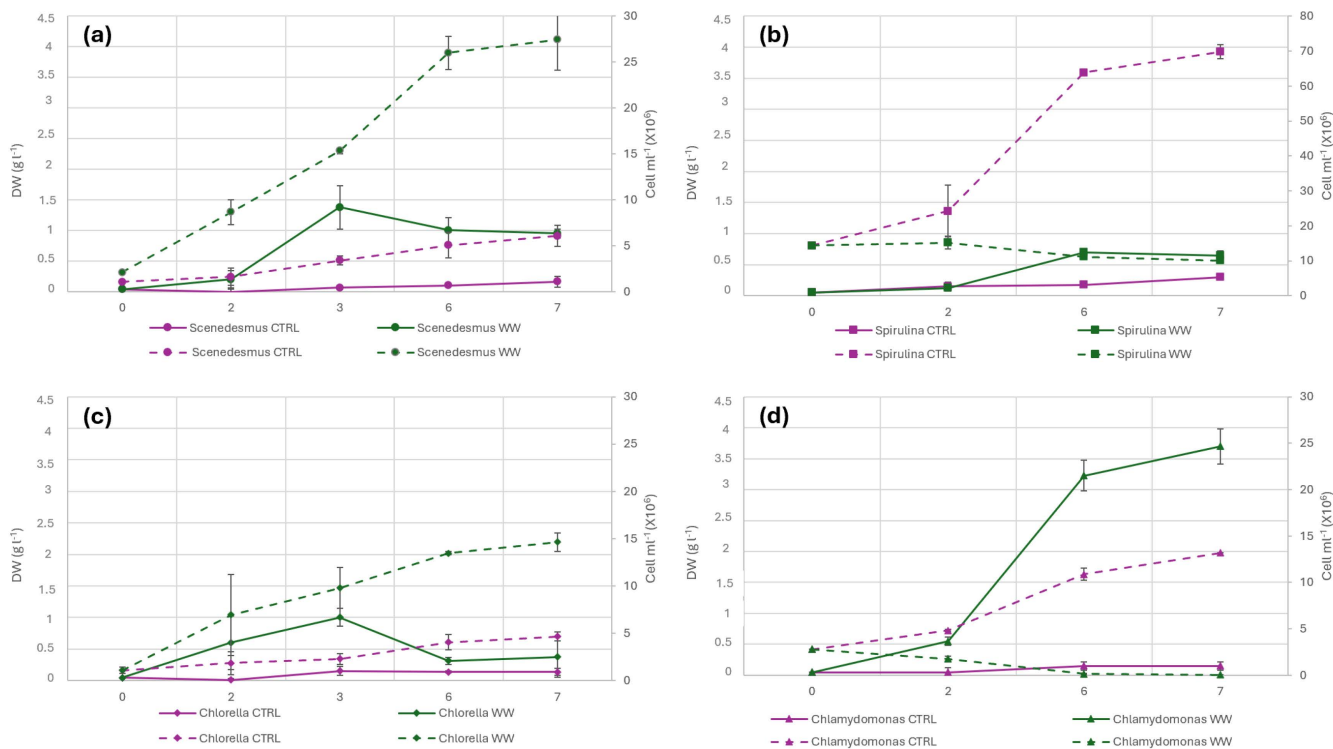 (a)
4.5
4
3.5
3
2.5
2
1.5
1
0.5
0
DW (g l⁻¹)
30
25
20
15
10
5
0
Cell ml⁻¹ (X10⁶)
0 2 3 6 7
Scenedesmus CTRL Scenedesmus WW
Scenedesmus CTRL Scenedesmus WW
(b)
4.5
4
3.5
3
2.5
2
1.5
1
0.5
0
DW (g l⁻¹)
80
70
60
50
40
30
20
10
0
Cell ml⁻¹ (X10⁶)
0 2 6 7
Spirulina CTRL Spirulina WW
Spirulina CTRL Spirulina WW
(c)
4.5
4
3.5
3
2.5
2
1.5
1
0.5
0
DW (g l⁻¹)
30
25
20
15
10
5
0
Cell ml⁻¹ (X10⁶)
0 2 3 6 7
Chlorella CTRL Chlorella WW
Chlorella CTRL Chlorella WW
(d)
4.5
4
3.5
3
2.5
2
1.5
1
0.5
0
DW (g l⁻¹)
30
25
20
15
10
5
0
Cell ml⁻¹ (X10⁶)
0 2 6 7
Chlamydomonas CTRL Chlamydomonas WW
Chlamydomonas CTRL Chlamydomonas WW